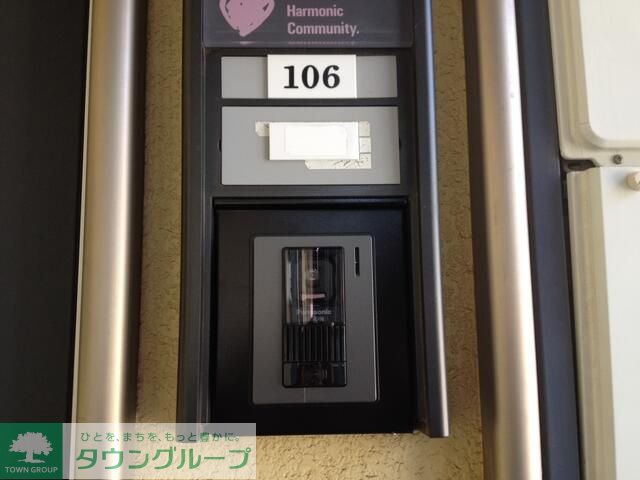 Harmonic
Community.
106
Panasonic
ひとを、まちを、もっと豊かに。
タウングループ
TOWN GROUP